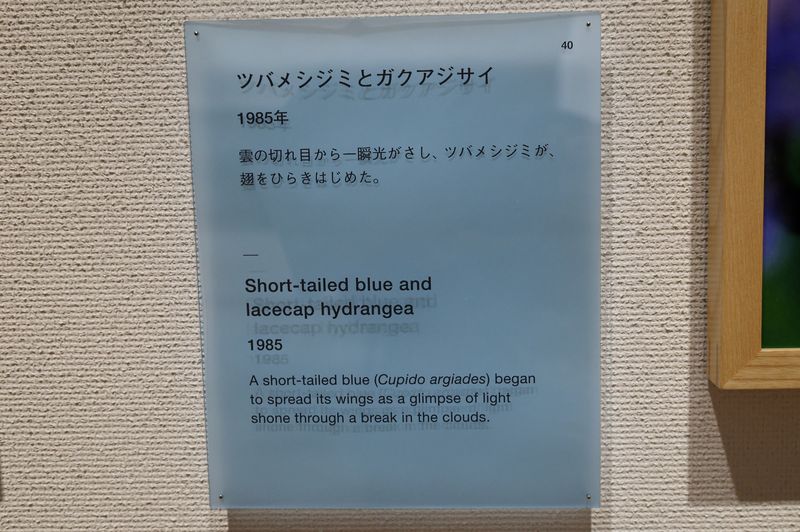 40
ツバメシジミとガクアジサイ
1985年
雲の切れ目から一瞬光がさし、ツバメシジミが、
翅をひらきはじめた。
—
Short-tailed blue and
lacecap hydrangea
1985
A short-tailed blue (Cupido argiades) began
to spread its wings as a glimpse of light
shone through a break in the clouds.